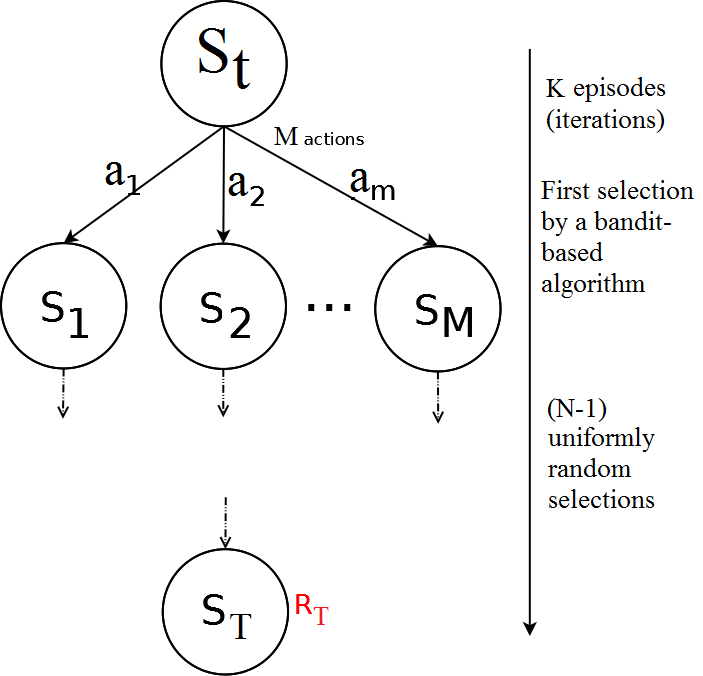 St
M actions
K episodes
(iterations)
a1
a2
am
First selection
by a bandit-
based
algorithm
S1
S2
...
SM
(N-1)
uniformly
random
selections
ST
RT